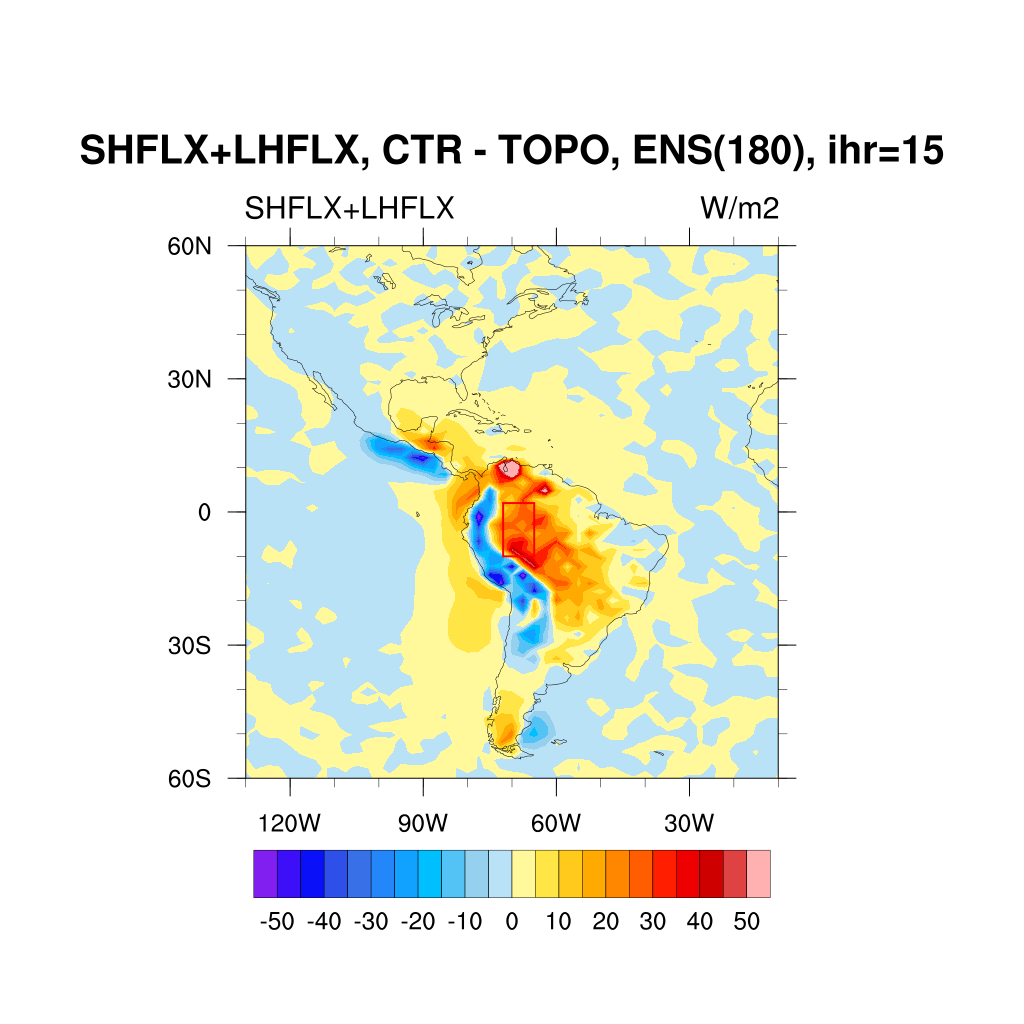 SHFLX+LHFLX, CTR - TOPO, ENS(180), ihr=15
SHFLX+LHFLX W/m2
60N
30N
0
30S
60S
120W 90W 60W 30W
-50 -40 -30 -20 -10 0 10 20 30 40 50